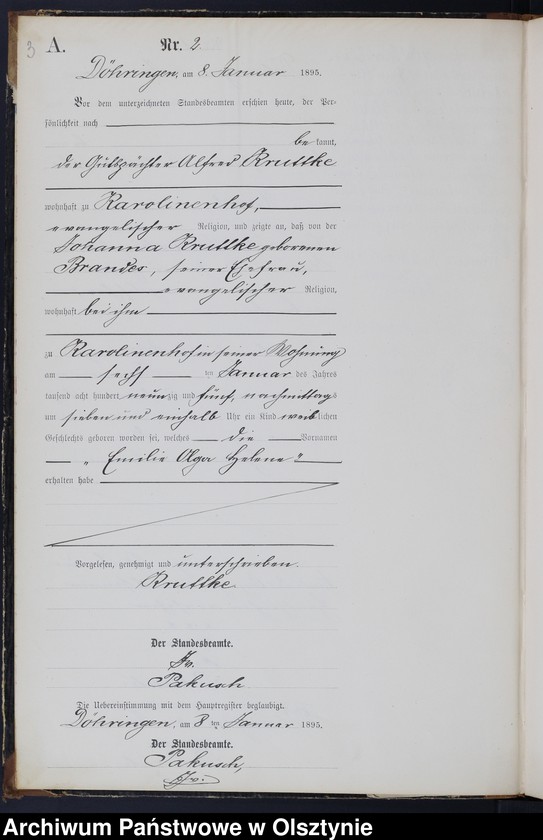 3
A.
Nr. 2
Döhringen, am 8. Januar 1895.
Vor dem unterzeichneten Standesbeamten erschien heute, der Per-
sönlichkeit nach
bekannt,
der Gutspächter Alfred Kruttke
wohnhaft zu Karolinenhof,
evangelischer Religion, und zeigte an, daß von der
Johanna Kruttke geborenen
Brandes, seiner Ehefrau,
evangelischer Religion,
wohnhaft bei ihm
zu Karolinenhof in seiner Wohnung
am sechsten Januar des Jahres
tausend acht hundert neunzig und fünf, nachmittags
um sieben und einhalb Uhr ein Kind weiblichen
Geschlechts geboren worden sei, welches die Vornamen
„Emilie Olga Helene"
erhalten habe
Vorgelesen, genehmigt und unterschrieben.
Kruttke
Der Standesbeamte.
Pakusch
Die Uebereinstimmung mit dem Hauptregister beglaubigt.
Döhringen, am 8ten Januar 1895.
Der Standesbeamte.
Pakusch,
Archiwum Państwowe w Olsztynie